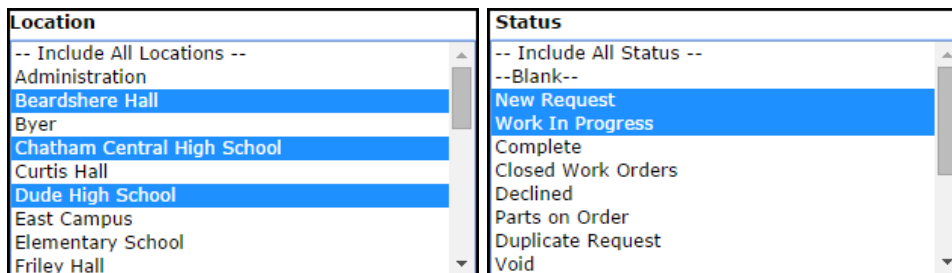 Location
-- Include All Locations --
Administration
Beardshere Hall
Byer
Chatham Central High School
Curtis Hall
Dude High School
East Campus
Elementary School
Friley Hall
Status
-- Include All Status --
--Blank--
New Request
Work In Progress
Complete
Closed Work Orders
Declined
Parts on Order
Duplicate Request
Void